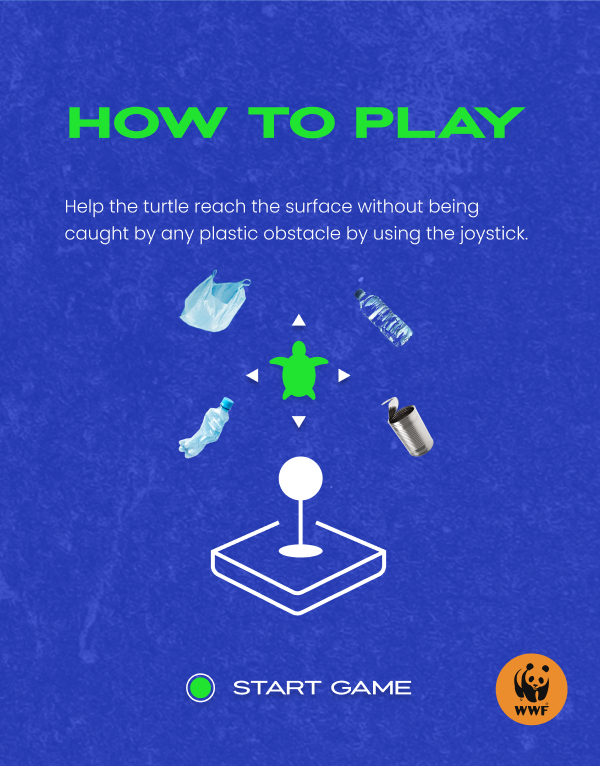 HOW TO PLAY
Help the turtle reach the surface without being
caught by any plastic obstacle by using the joystick.
START GAME
WWF